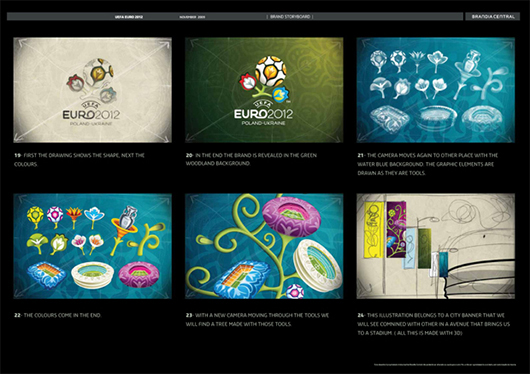 UEFA EURO 2012
NOVEMBER 2009
| BRAND STORYBOARD |
BRANDIA CENTRAL
UEFA
EURO2012
POLAND-UKRAINE
UEFA
EURO2012
POLAND-UKRAINE
19- FIRST THE DRAWING SHOWS THE SHAPE, NEXT THE
COLOURS.
20- IN THE END THE BRAND IS REVEALED IN THE GREEN
WOODLAND BACKGROUND.
21- THE CAMERA MOVES AGAIN TO OTHER PLACE WITH THE
WATER BLUE BACKGROUND. THE GRAPHIC ELEMENTS ARE
DRAWN AS THEY ARE TOOLS.
22- THE COLOURS COME IN THE END.
23- WITH A NEW CAMERA MOVING THROUGH THE TOOLS WE
WILL FIND A TREE MADE WITH THOSE TOOLS.
24- THIS ILLUSTRATION BELONGS TO A CITY BANNER THAT WE
WILL SEE COMNINED WITH OTHER IN A AVENUE THAT BRINGS US
TO A STADIUM. ( ALL THIS IS MADE WITH 3D)